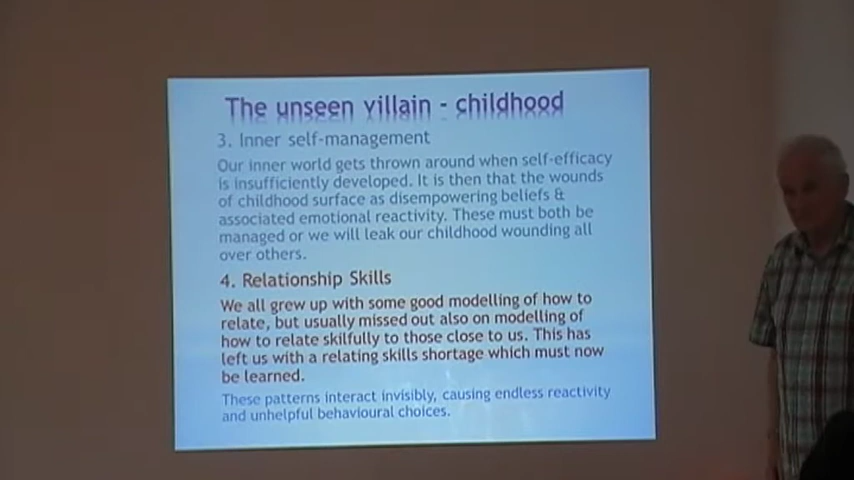 The unseen villain - childhood
3. Inner self-management
Our inner world gets thrown around when self-efficacy
is insufficiently developed. It is then that the wounds
of childhood surface as disempowering beliefs &
associated emotional reactivity. These must both be
managed or we will leak our childhood wounding all
over others.
4. Relationship Skills
We all grew up with some good modelling of how to
relate, but usually missed out also on modelling of
how to relate skilfully to those close to us. This has
left us with a relating skills shortage which must now
be learned.
These patterns interact invisibly, causing endless reactivity
and unhelpful behavioural choices.